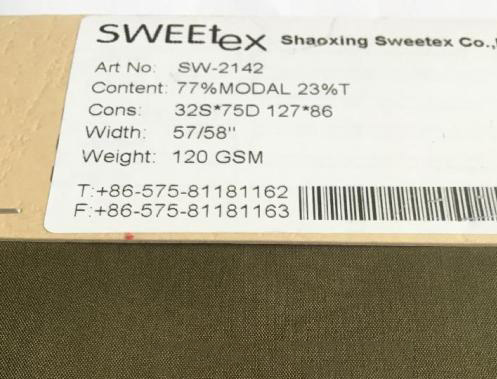 SWEEtex Shaoxing Sweetex Co.,
Art No: SW-2142
Content: 77%MODAL 23%T
Cons: 32S*75D 127*86
Width: 57/58"
Weight: 120 GSM
T:+86-575-81181162
F:+86-575-81181163